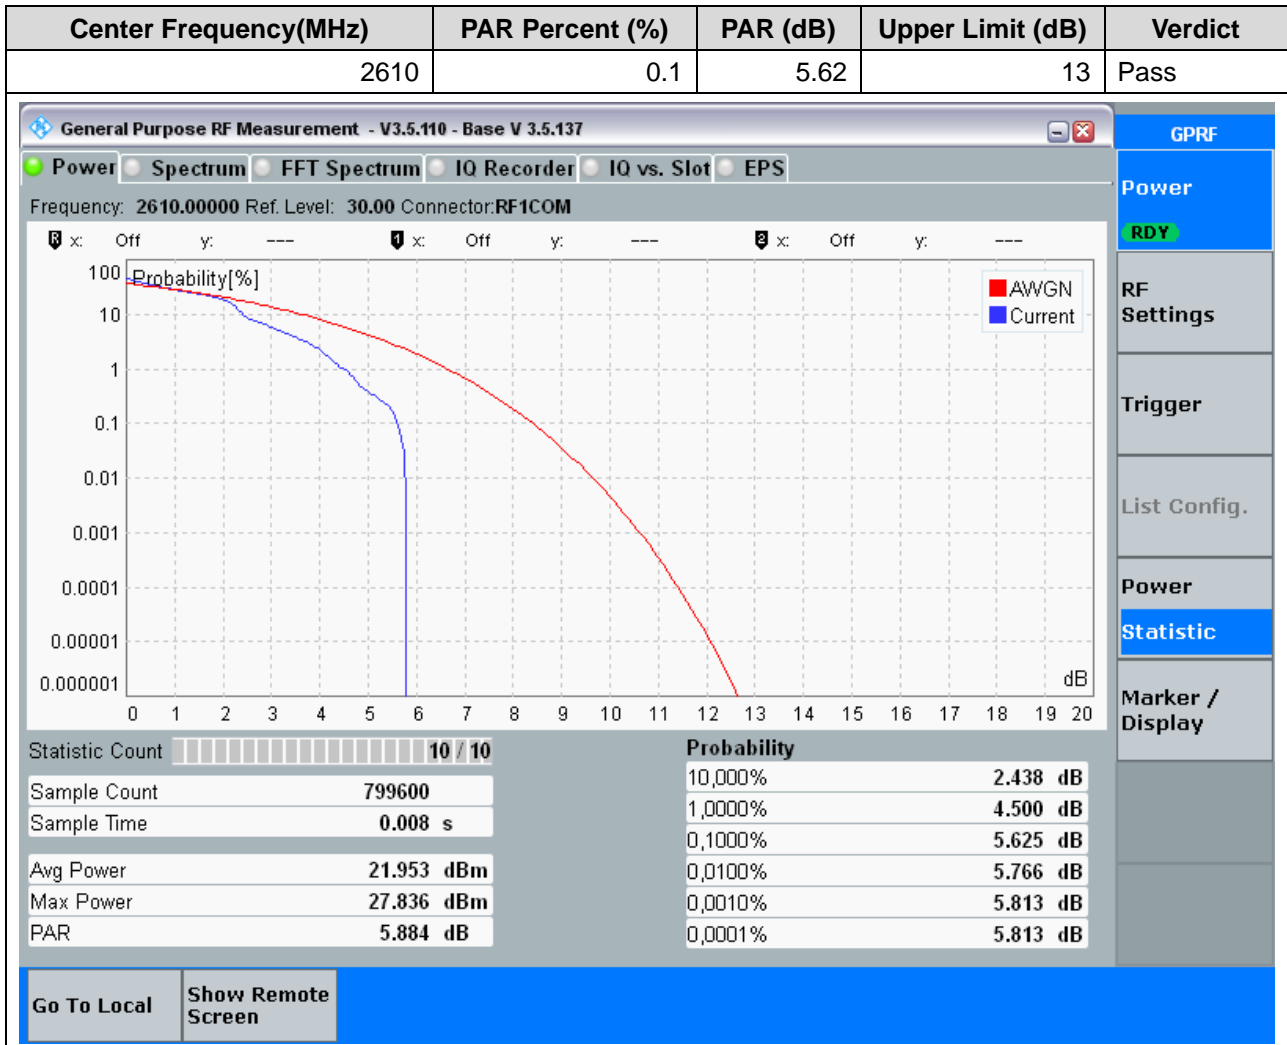 Center Frequency(MHz) PAR Percent (%) PAR (dB) Upper Limit (dB) Verdict
2610 0.1 5.62 13 Pass
General Purpose RF Measurement - V3.5.110 - Base V 3.5.137
GPRF
Power Spectrum FFT Spectrum IQ Recorder IQ vs. Slot EPS
Power
RDY
Frequency: 2610.00000 Ref. Level: 30.00 Connector:RF1COM
R x: Off y: --- 1 x: Off y: --- 2 x: Off y: ---
Probability[%]
AWGN
Current
100
10
1
0.1
0.01
0.001
0.0001
0.00001
0.000001
dB
0 1 2 3 4 5 6 7 8 9 10 11 12 13 14 15 16 17 18 19 20
RF
Settings
Trigger
List Config.
Power
Statistic
Marker /
Display
Statistic Count 10 / 10
Sample Count 799600
Sample Time 0.008 s
Avg Power 21.953 dBm
Max Power 27.836 dBm
PAR 5.884 dB
Probability
10,000% 2.438 dB
1,0000% 4.500 dB
0,1000% 5.625 dB
0,0100% 5.766 dB
0,0010% 5.813 dB
0,0001% 5.813 dB
Go To Local
Show Remote
Screen